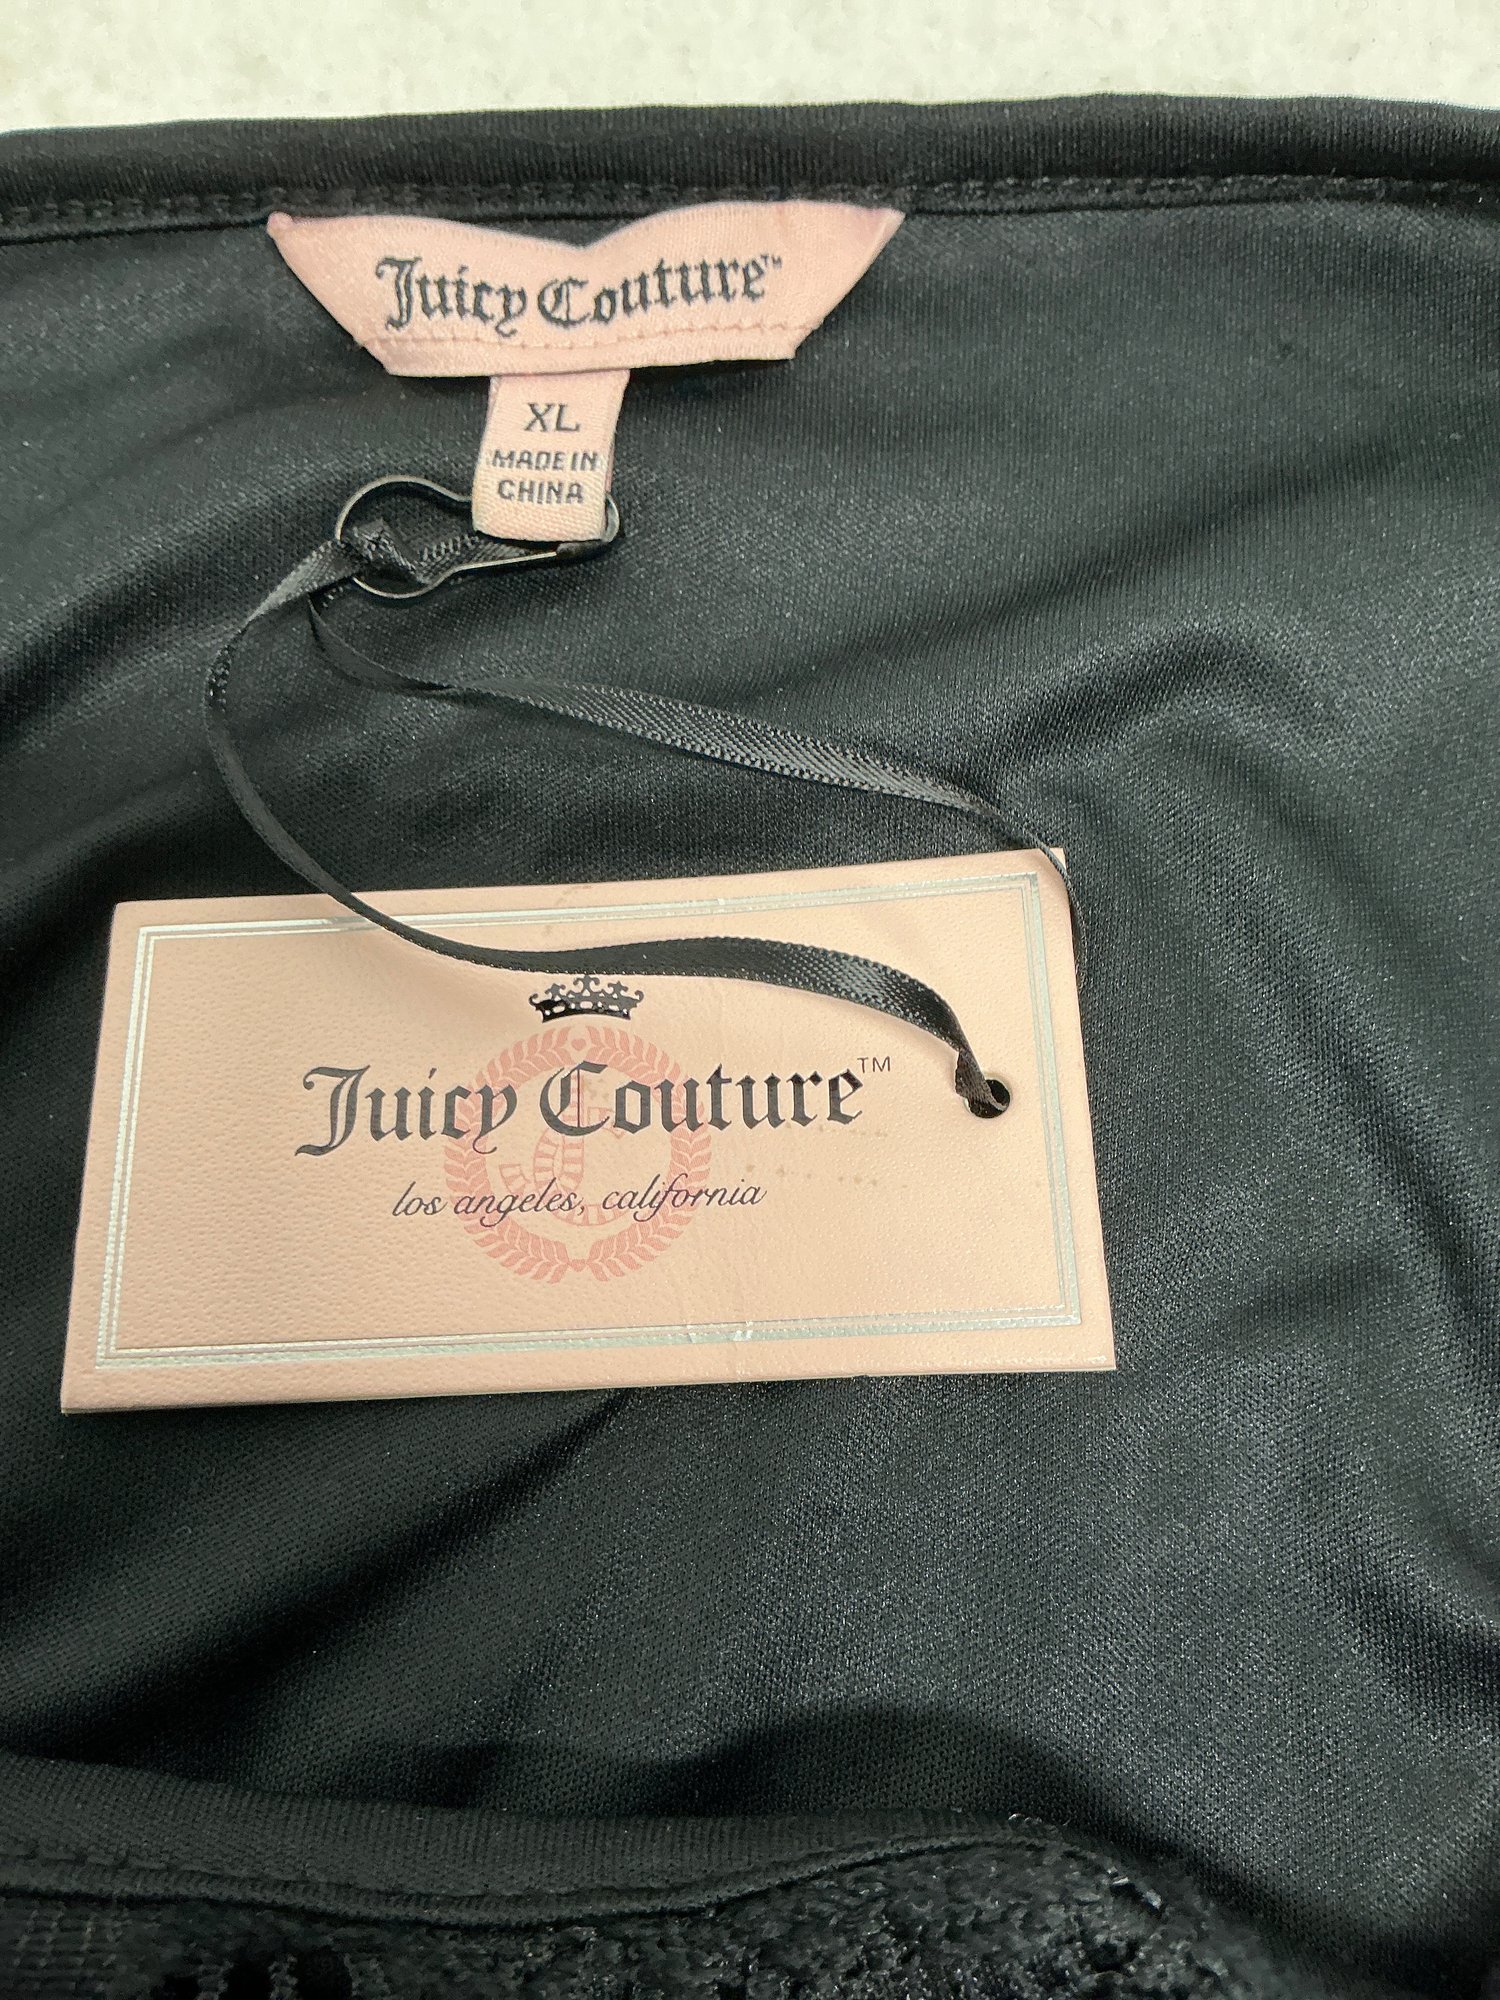 Juicy Couture™
XL
MADE IN
CHINA
Juicy Couture™
los angeles, california